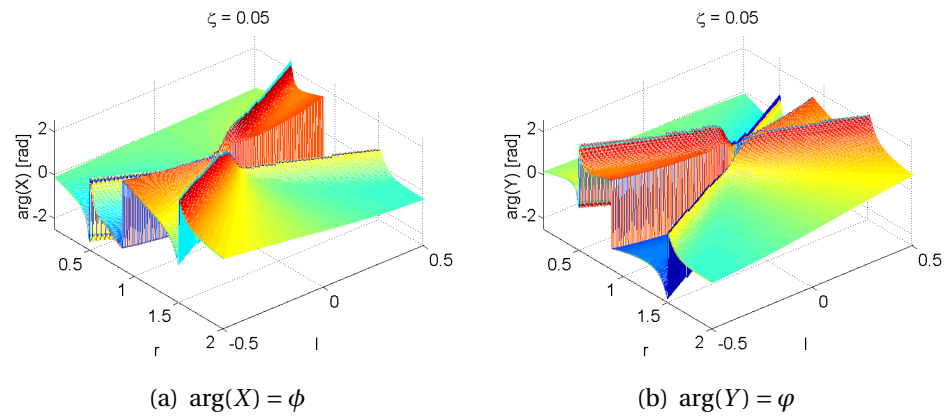 ζ = 0.05
arg(X) [rad]
2
0
-2
0.5
1
1.5
2
r
-0.5
0
0.5
l
(a) arg(X) = ϕ
ζ = 0.05
arg(Y) [rad]
2
0
-2
0.5
1
1.5
2
r
-0.5
0
0.5
l
(b) arg(Y) = φ